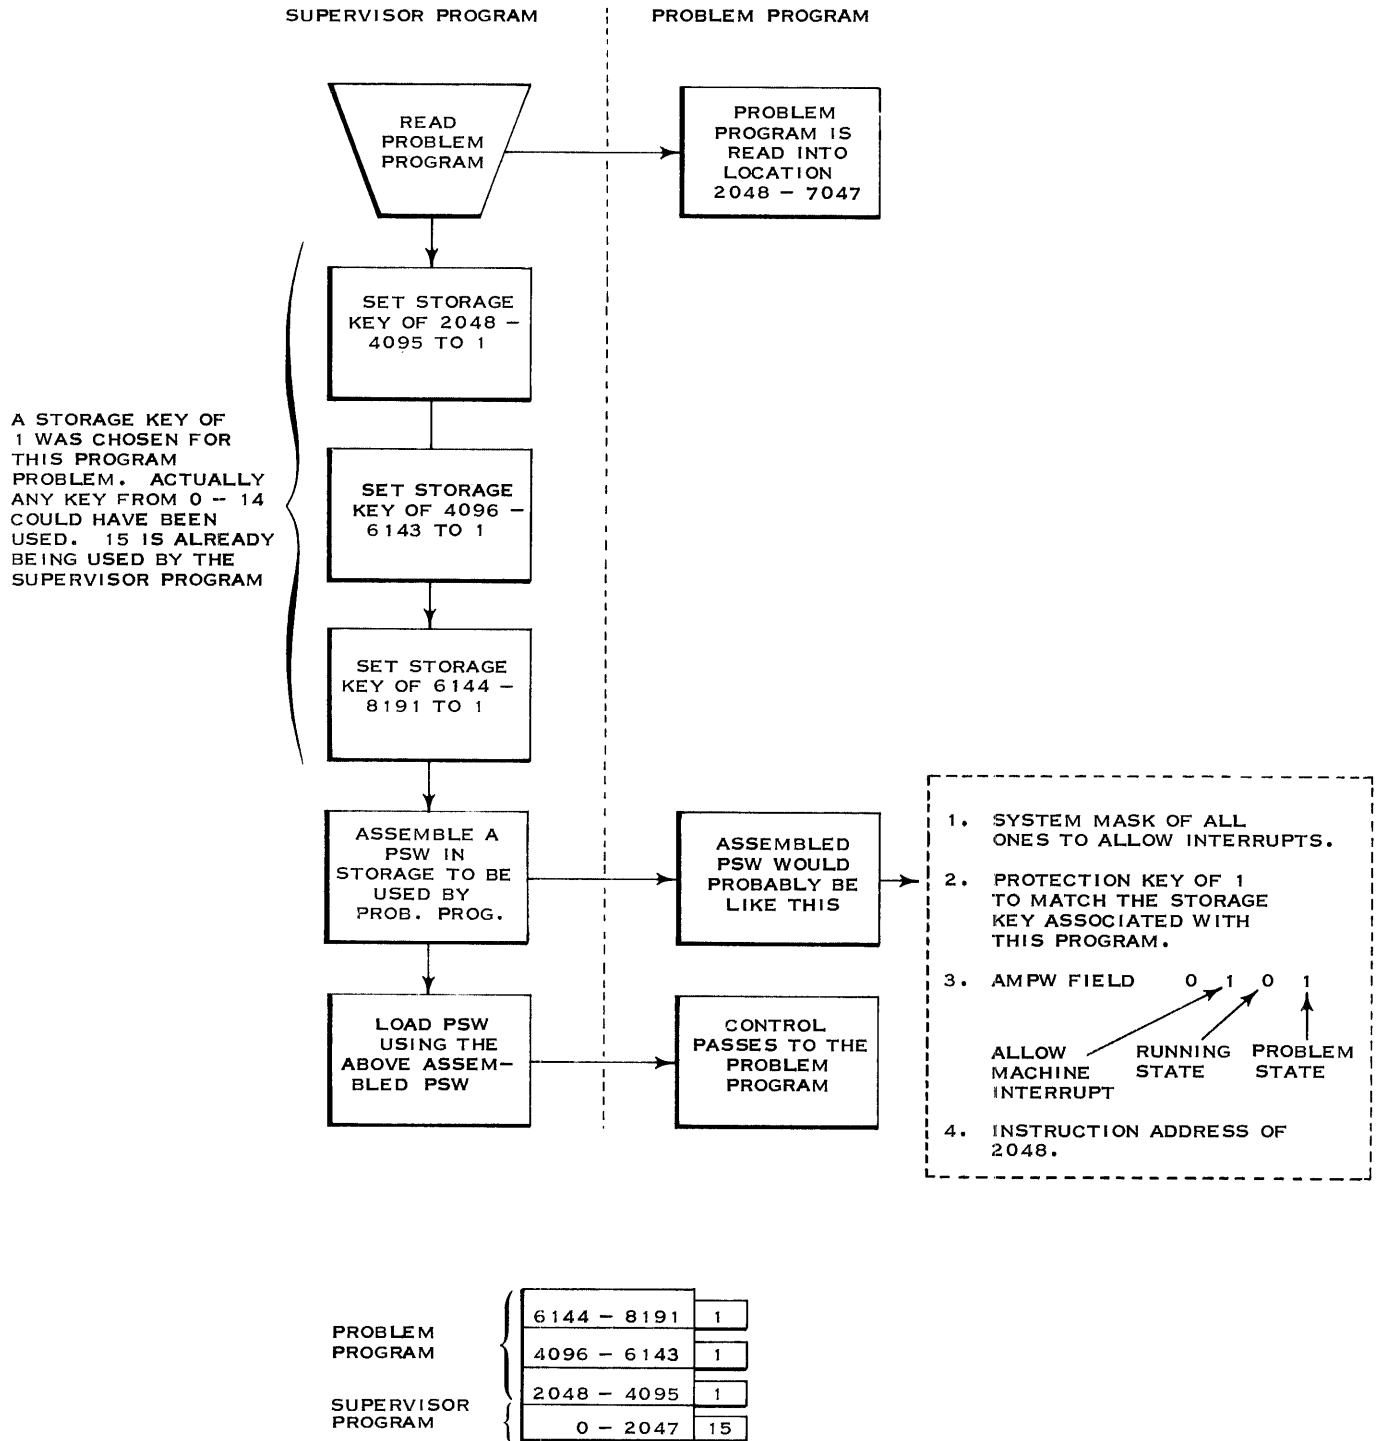 SUPERVISOR PROGRAM
PROBLEM PROGRAM
READ
PROBLEM
PROGRAM
PROBLEM
PROGRAM IS
READ INTO
LOCATION
2048 – 7047
SET STORAGE
KEY OF 2048 –
4095 TO 1
A STORAGE KEY OF
1 WAS CHOSEN FOR
THIS PROGRAM
PROBLEM. ACTUALLY
ANY KEY FROM 0 – 14
COULD HAVE BEEN
USED. 15 IS ALREADY
BEING USED BY THE
SUPERVISOR PROGRAM
SET STORAGE
KEY OF 4096 –
6143 TO 1
SET STORAGE
KEY OF 6144 –
8191 TO 1
ASSEMBLE A
PSW IN
STORAGE TO BE
USED BY
PROB. PROG.
ASSEMBLED
PSW WOULD
PROBABLY BE
LIKE THIS
1. SYSTEM MASK OF ALL
ONES TO ALLOW INTERRUPTS.
2. PROTECTION KEY OF 1
TO MATCH THE STORAGE
KEY ASSOCIATED WITH
THIS PROGRAM.
3. AMPW FIELD 0 1 0 1
ALLOW
MACHINE
INTERRUPT
RUNNING
STATE
PROBLEM
STATE
4. INSTRUCTION ADDRESS OF
2048.
LOAD PSW
USING THE
ABOVE ASSEM–
BLED PSW
CONTROL
PASSES TO THE
PROBLEM
PROGRAM
PROBLEM
PROGRAM
6144 – 8191 1
4096 – 6143 1
2048 – 4095 1
SUPERVISOR
PROGRAM
0 – 2047 15